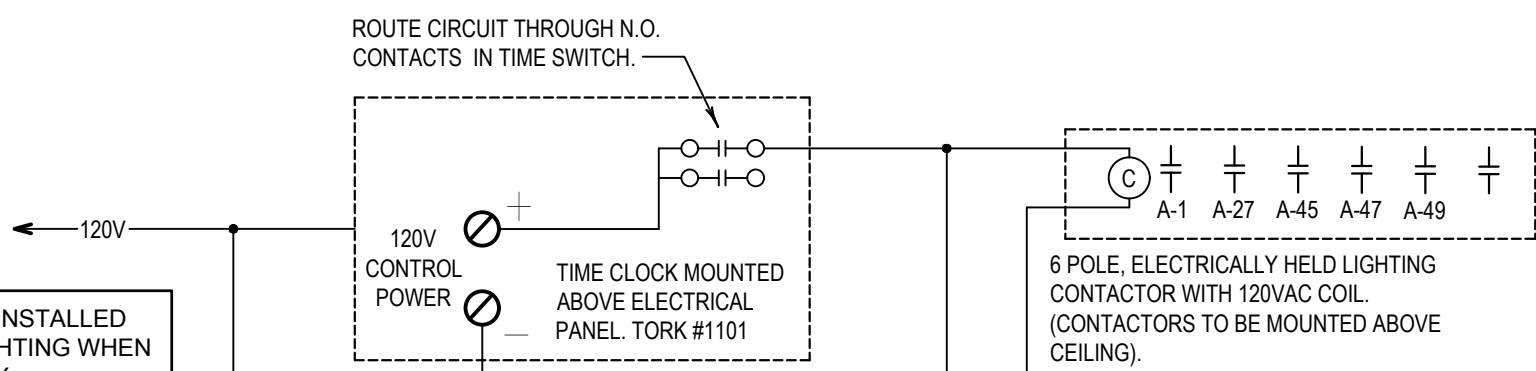 ROUTE CIRCUIT THROUGH N.O.
CONTACTS IN TIME SWITCH.
120V
120V
CONTROL
POWER
+
—
TIME CLOCK MOUNTED
ABOVE ELECTRICAL
PANEL. TORK #1101
C
A-1 A-27 A-45 A-47 A-49
6 POLE, ELECTRICALLY HELD LIGHTING
CONTACTOR WITH 120VAC COIL.
(CONTACTORS TO BE MOUNTED ABOVE
CEILING).
NSTALLED
HTING WHEN